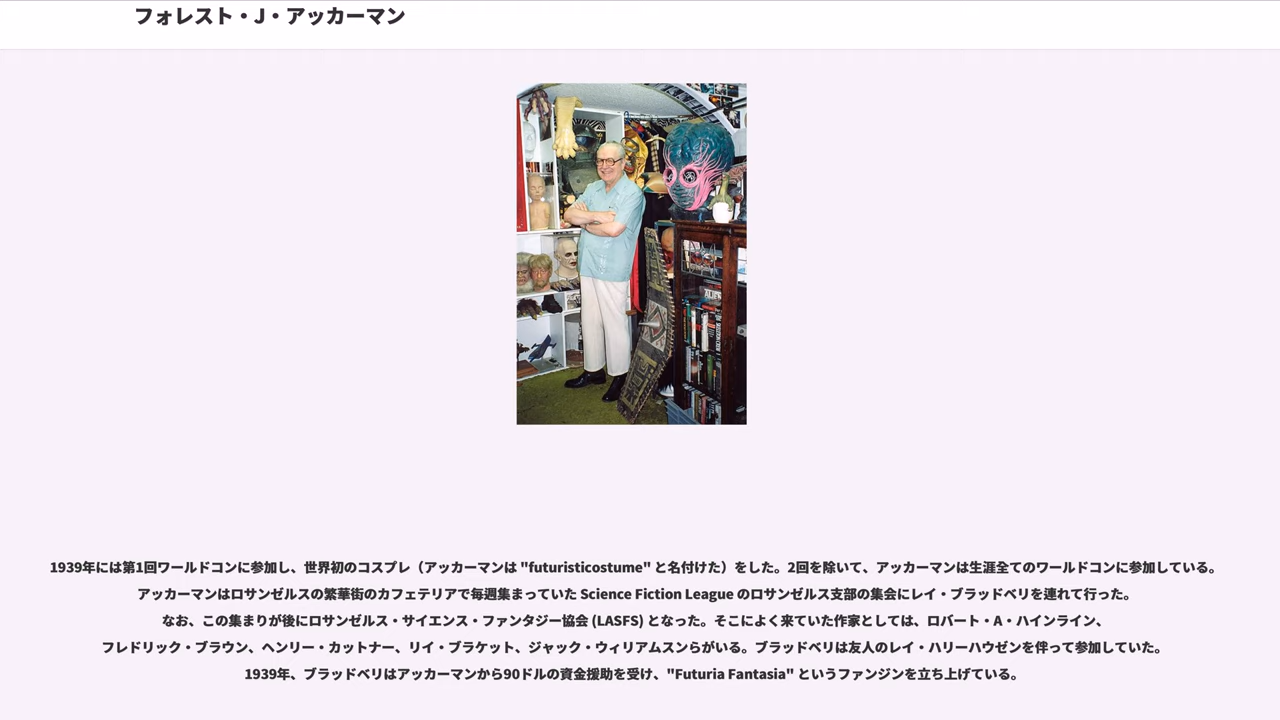 フォレスト・J・アッカーマン
1939年には第1回ワールドコンに参加し、世界初のコスプレ（アッカーマンは "futuristicostume" と名付けた）をした。2回を除いて、アッカーマンは生涯全てのワールドコンに参加している。
アッカーマンはロサンゼルスの繁華街のカフェテリアで毎週集まっていた Science Fiction League のロサンゼルス支部の集会にレイ・ブラッドベリを連れて行った。
なお、この集まりが後にロサンゼルス・サイエンス・ファンタジー協会 (LASFS) となった。そこによく来ていた作家としては、ロバート・A・ハインライン、
フレドリック・ブラウン、ヘンリー・カットナー、リイ・ブラケット、ジャック・ウィリアムスンらがいる。ブラッドベリは友人のレイ・ハリーハウゼンを伴って参加していた。
1939年、ブラッドベリはアッカーマンから90ドルの資金援助を受け、"Futuria Fantasia" というファンジンを立ち上げている。